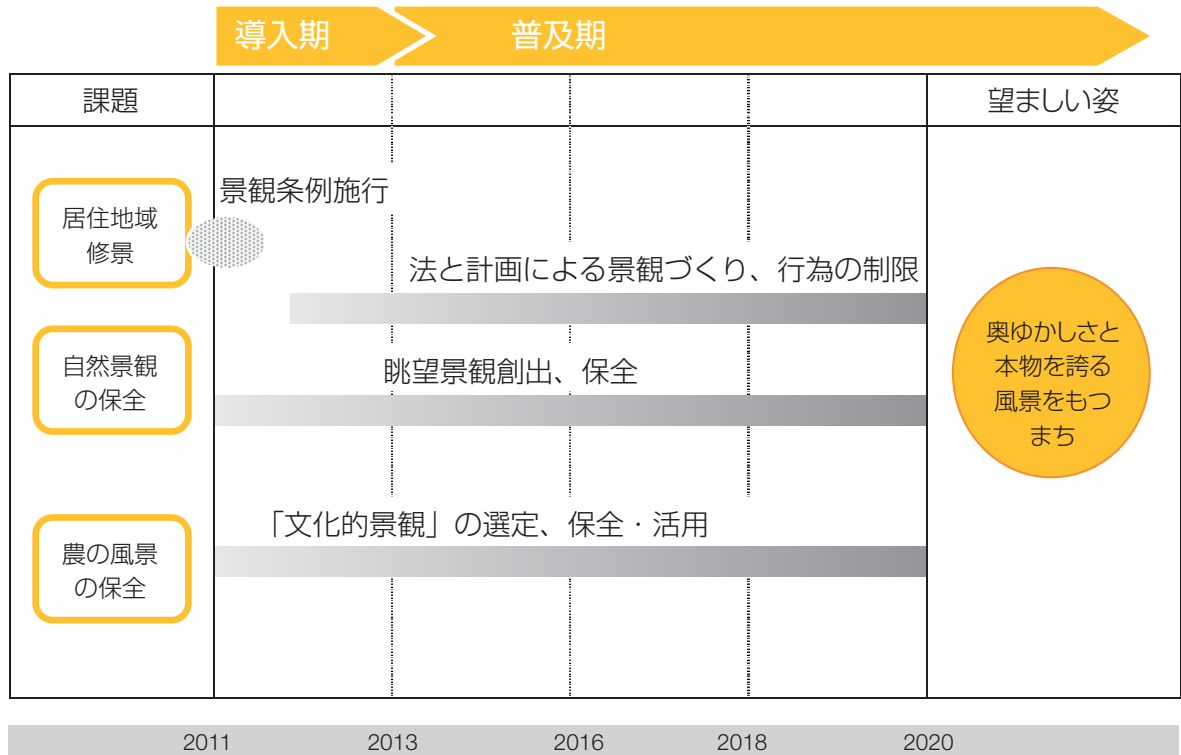 導入期
普及期
課題
望ましい姿
居住地域
修景
景観条例施行
法と計画による景観づくり、行為の制限
自然景観
の保全
眺望景観創出、保全
農の風景
の保全
「文化的景観」の選定、保全・活用
奥ゆかしさと
本物を誇る
風景をもつ
まち
2011
2013
2016
2018
2020